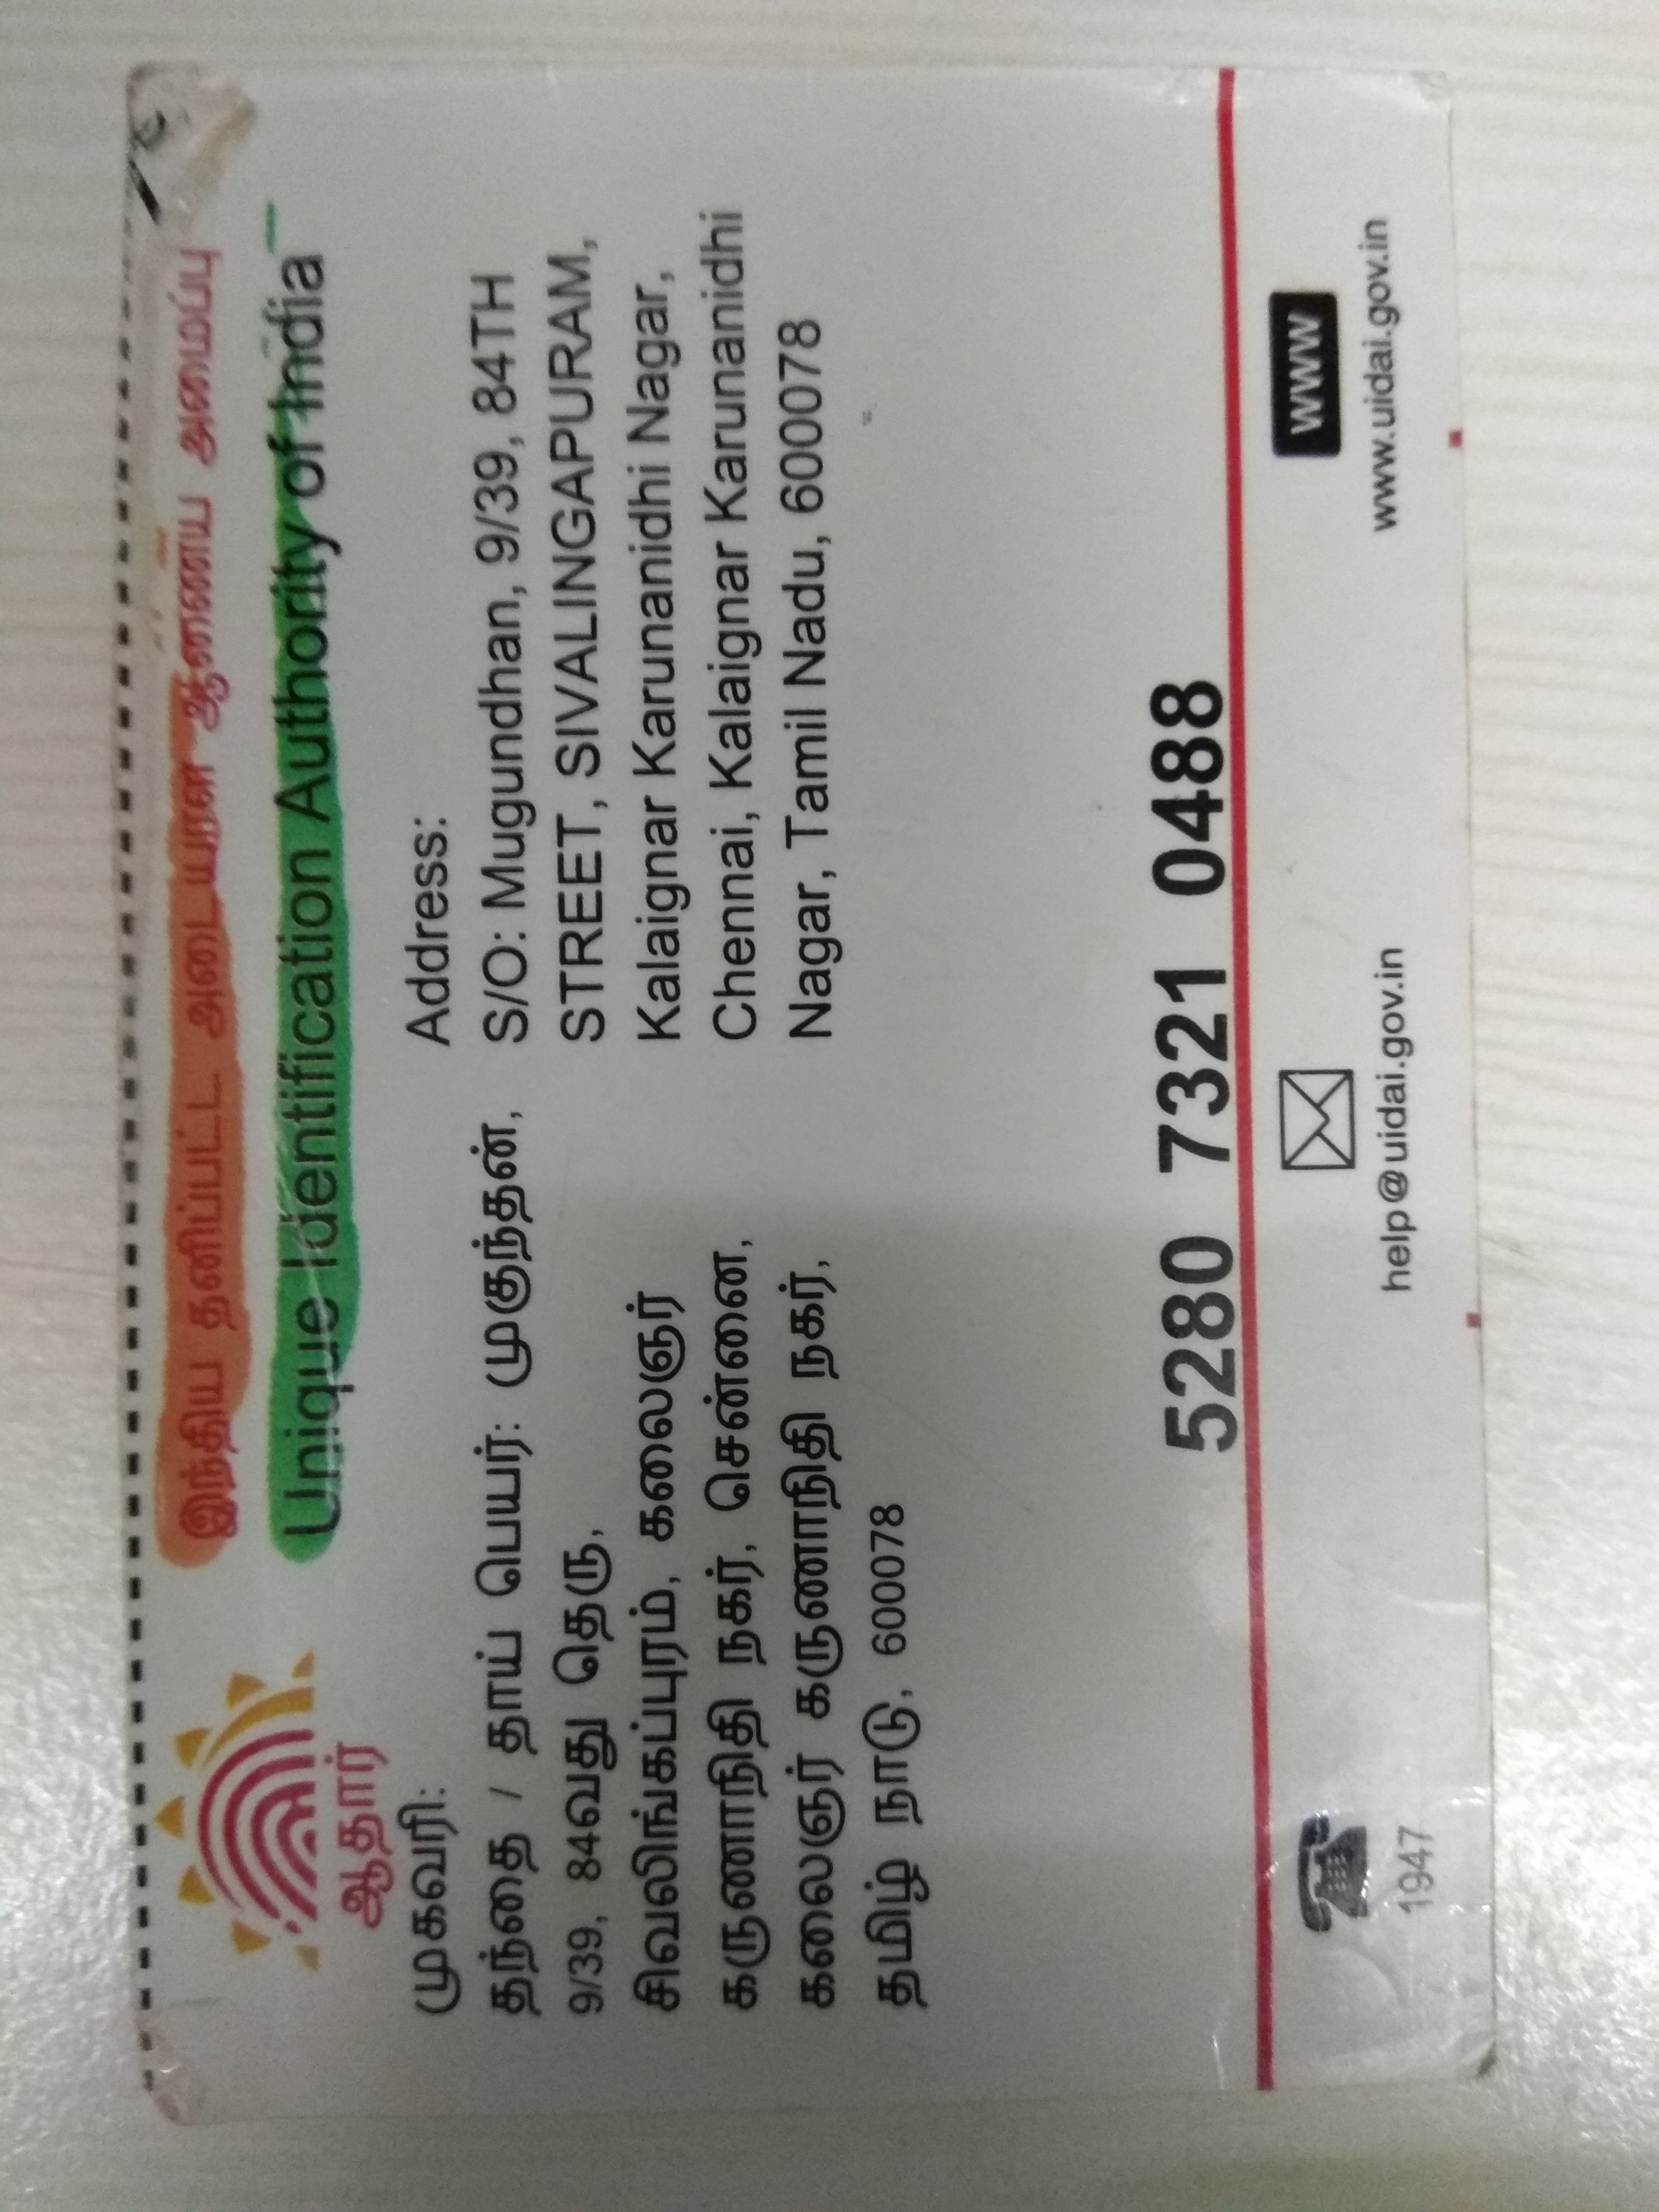 இந்திய தனிப்பட்ட அடையாள ஆணைய அமைப்பு
Unique Identification Authority of India
ஆதார்
முகவரி:
தந்தை / தாய் பெயர்: முகுந்தன்,
9/39, 84வது தெரு,
சிவலிங்கப்புரம், கலைஞர்
கருணாநிதி நகர், சென்னை,
கலைஞர் கருணாநிதி நகர்,
தமிழ் நாடு, 600078
Address:
S/O: Mugundhan, 9/39, 84TH
STREET, SIVALINGAPURAM,
Kalaignar Karunanidhi Nagar,
Chennai, Kalaignar Karunanidhi
Nagar, Tamil Nadu, 600078
5280 7321 0488
1947
help@uidai.gov.in
WWW
www.uidai.gov.in